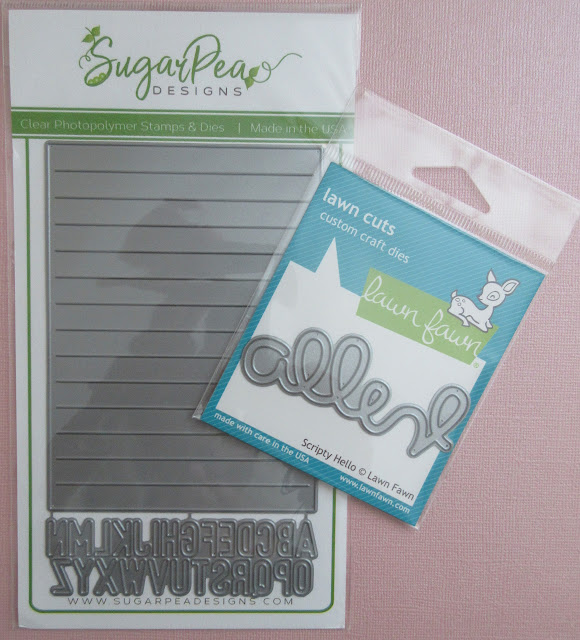 SugarPea
DESIGNS
Clear Photopolymer Stamps & Dies | Made in the USA
ABCDEFGHIJKLMN
OPQRSTUVWXYZ
WWW.SUGARPEADESIGNS.COM
lawn cuts
custom craft dies
lawn fawn
hello
Scripty Hello © Lawn Fawn
made with care in the USA
www.lawnfawn.com